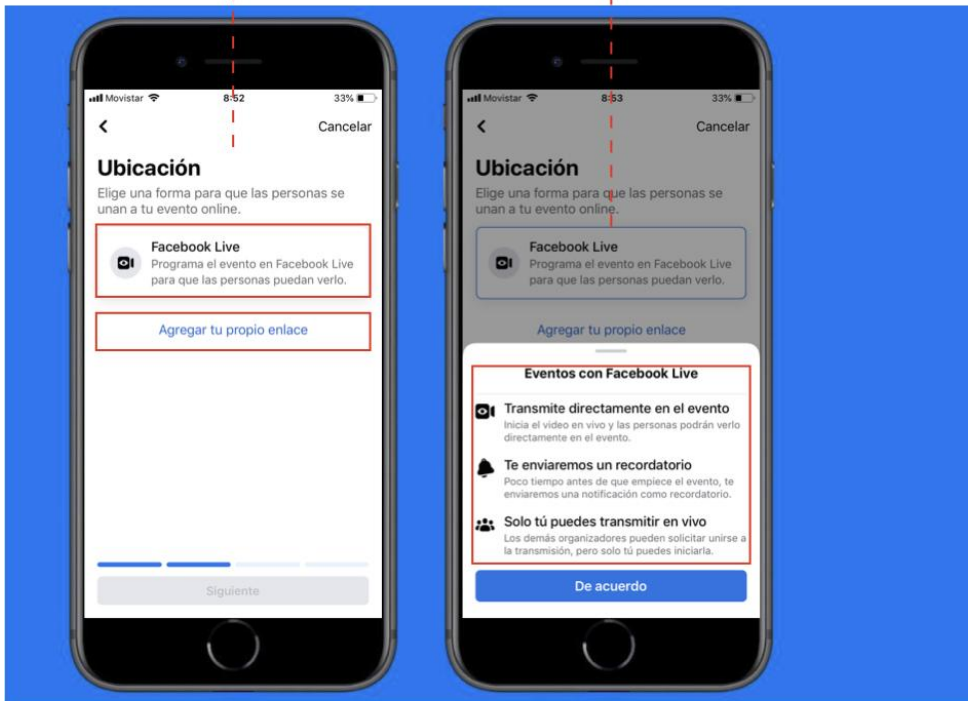 Movistar 8:52 33%
Cancelar
Ubicación
Elige una forma para que las personas se
unan a tu evento online.
Facebook Live
Programa el evento en Facebook Live
para que las personas puedan verlo.
Agregar tu propio enlace
Siguiente
Movistar 8:53 33%
Cancelar
Ubicación
Elige una forma para que las personas se
unan a tu evento online.
Facebook Live
Programa el evento en Facebook Live
para que las personas puedan verlo.
Agregar tu propio enlace
Eventos con Facebook Live
Transmite directamente en el evento
Inicia el video en vivo y las personas podrán verlo
directamente en el evento.
Te enviaremos un recordatorio
Poco tiempo antes de que empiece el evento, te
enviaremos una notificación como recordatorio.
Solo tú puedes transmitir en vivo
Los demás organizadores pueden solicitar unirse a
la transmisión, pero solo tú puedes iniciarla.
De acuerdo